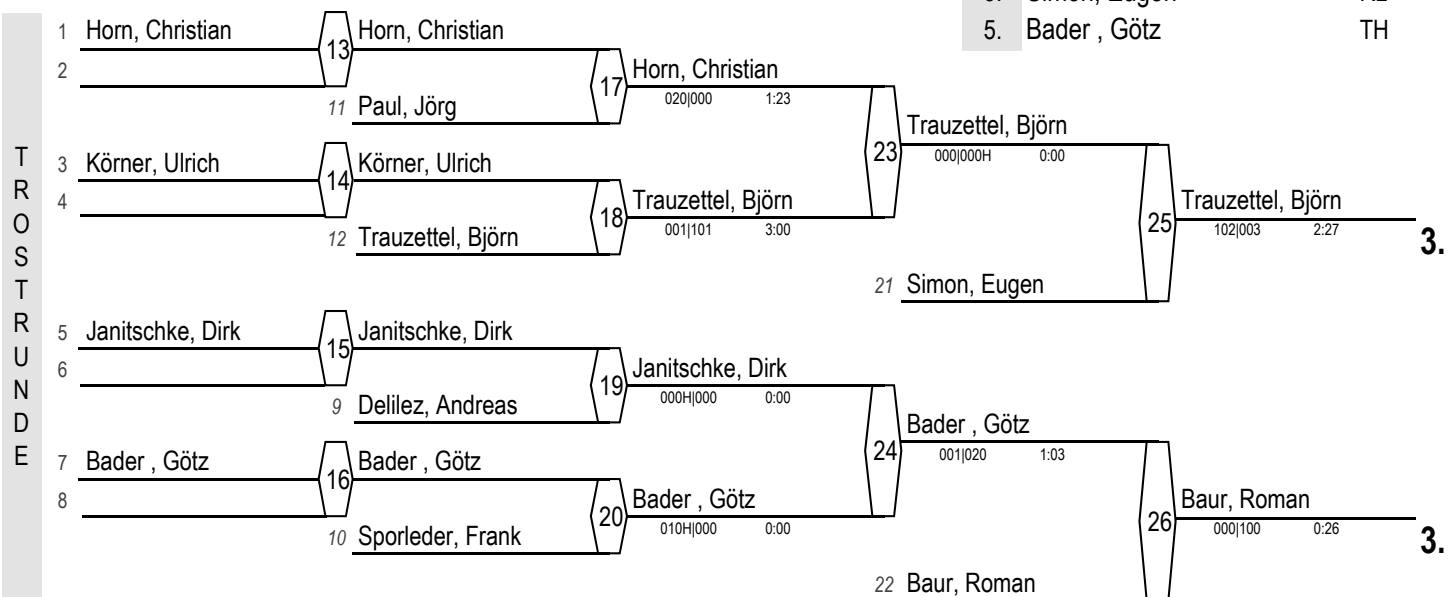 5. Bader , Götz TH
TROSTRUNDE
1 Horn, Christian
2
13
Horn, Christian
11 Paul, Jörg
17
Horn, Christian
020|000 1:23
3 Körner, Ulrich
4
14
Körner, Ulrich
12 Trauzettel, Björn
18
Trauzettel, Björn
001|101 3:00
23
Trauzettel, Björn
000|000H 0:00
21 Simon, Eugen
25
Trauzettel, Björn
102|003 2:27
3.
5 Janitschke, Dirk
6
15
Janitschke, Dirk
9 Delilez, Andreas
19
Janitschke, Dirk
000H|000 0:00
7 Bader , Götz
8
16
Bader , Götz
10 Sporleder, Frank
20
Bader , Götz
010H|000 0:00
24
Bader , Götz
001|020 1:03
22 Baur, Roman
26
Baur, Roman
000|100 0:26
3.